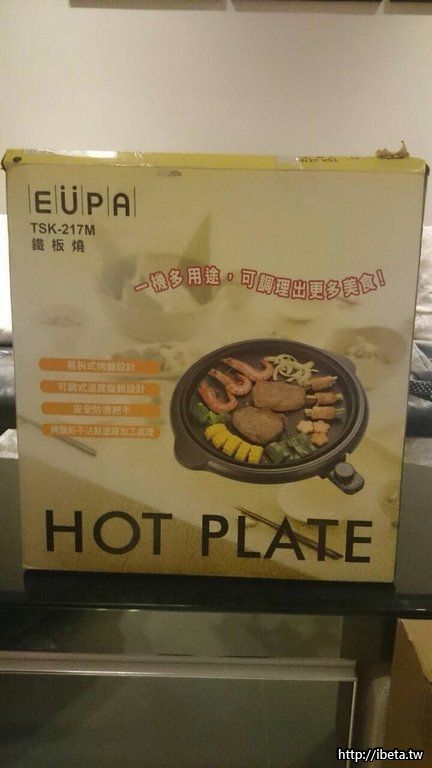 EUPA
TSK-217M
鐵板燒
一機多用途，可調理出更多美食!
易拆式烤盤設計
可調式溫度旋鈕設計
安全防燙把手
烤盤經不沾黏塗層加工處理
HOT PLATE
http://ibeta.tw